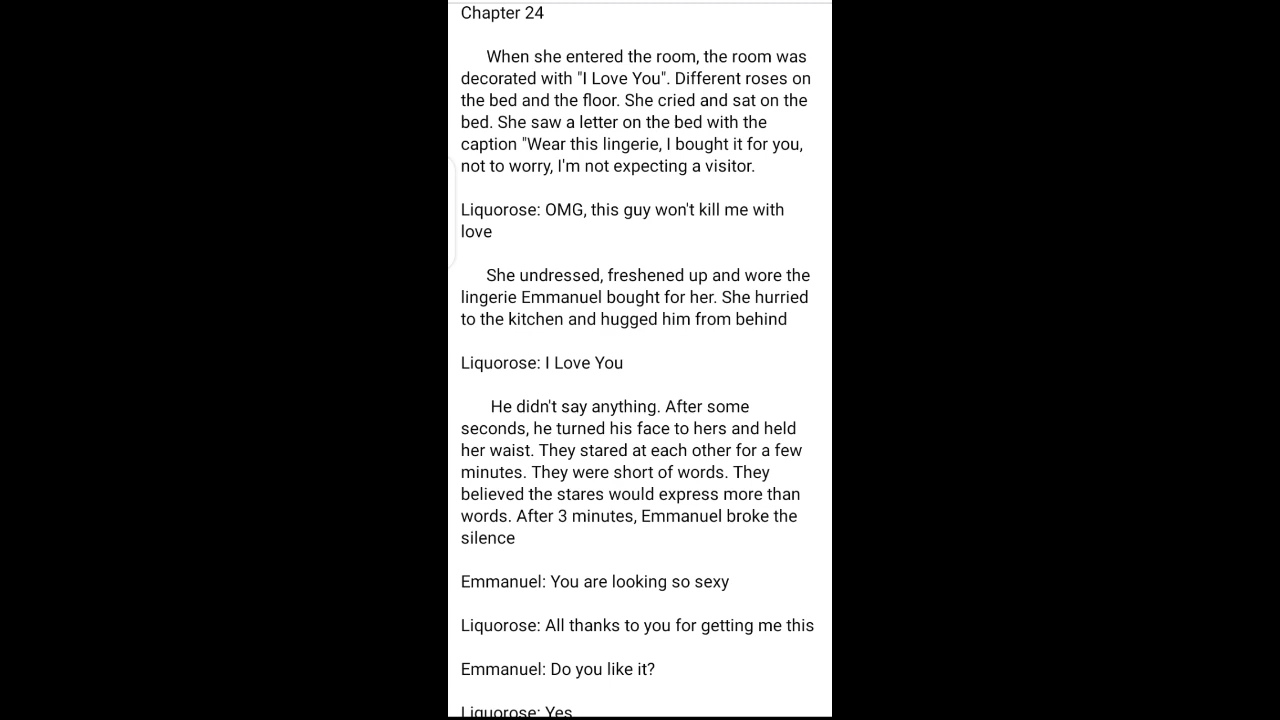 Chapter 24
When she entered the room, the room was
decorated with "I Love You". Different roses on
the bed and the floor. She cried and sat on the
bed. She saw a letter on the bed with the
caption "Wear this lingerie, I bought it for you,
not to worry, I'm not expecting a visitor.
Liquorose: OMG, this guy won't kill me with
love
She undressed, freshened up and wore the
lingerie Emmanuel bought for her. She hurried
to the kitchen and hugged him from behind
Liquorose: I Love You
He didn't say anything. After some
seconds, he turned his face to hers and held
her waist. They stared at each other for a few
minutes. They were short of words. They
believed the stares would express more than
words. After 3 minutes, Emmanuel broke the
silence
Emmanuel: You are looking so sexy
Liquorose: All thanks to you for getting me this
Emmanuel: Do you like it?
Liquorose: Yes